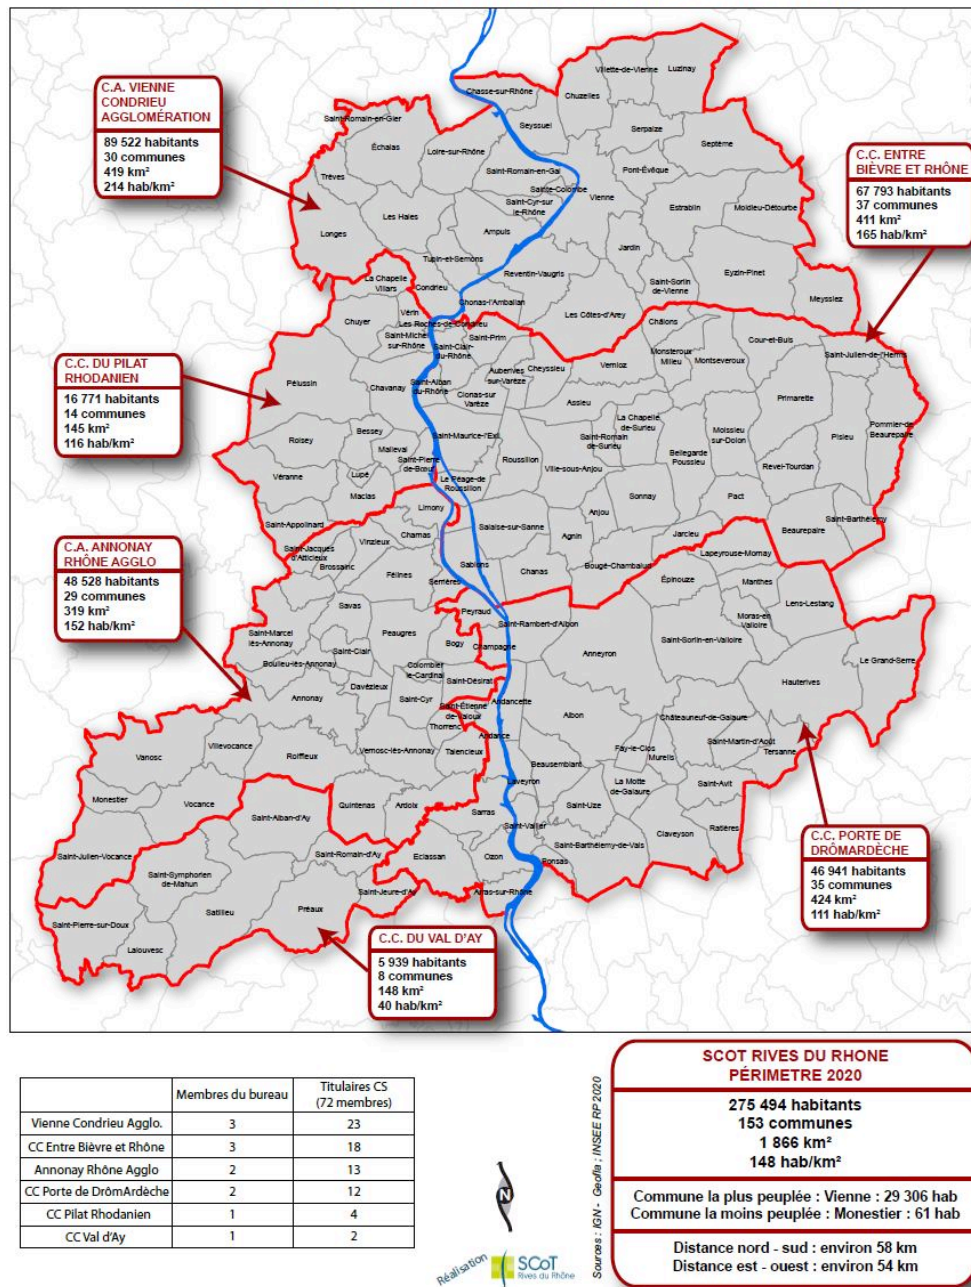 C.A. VIENNE
CONDRIEU
AGGLOMÉRATION
89 522 habitants
30 communes
419 km²
214 hab/km²
C.C. ENTRE
BIÈVRE ET RHÔNE
67 793 habitants
37 communes
411 km²
165 hab/km²
C.C. DU PILAT
RHODANIEN
16 771 habitants
14 communes
145 km²
116 hab/km²
C.A. ANNONAY
RHÔNE AGGLO
48 528 habitants
29 communes
319 km²
152 hab/km²
C.C. PORTE DE
DRÔMARDÈCHE
46 941 habitants
35 communes
424 km²
111 hab/km²
C.C. DU VAL D'AY
5 939 habitants
8 communes
148 km²
40 hab/km²
Villette-de-Vienne
Luzinay
Chasse-sur-Rhône
Chuzelles
Saint-Romain-en-Gier
Seyssuel
Serpaize
Septème
Échalas
Loire-sur-Rhône
Saint-Romain-en-Gal
Pont-Évêque
Trèves
Sainte-Colombe
Vienne
Saint-Cyr-sur
le-Rhône
Estrablin
Moidieu-Détourbe
Les Haies
Longes
Ampuis
Jardin
Tupin-et-Semons
Reventin-Vaugris
Eyzin-Pinet
La Chapelle
Villars
Condrieu
Saint-Sorlin
de-Vienne
Meyssiez
Chonas-l'Amballan
Vérin
Les Côtes-d'Arey
Chuyer
Les Roches-de-Condrieu
Châlons
Saint-Michel
sur-Rhône
Saint-Clair
du-Rhône
Saint-Prim
Cour-et-Buis
Monsteroux
Milieu
Montseveroux
Saint-Julien-de-l'Herms
Pélussin
Chavanay
Saint-Alban
du-Rhône
Auberives
sur-Varèze
Cheyssieu
Vernioz
Clonas-sur
Varèze
Assieu
Primarette
La Chapelle
de-Surieu
Moissieu
sur-Dolon
Pommier-de
Beaurepaire
Roisey
Bessey
Malleval
Saint-Maurice-l'Exil
Saint-Romain
de-Surieu
Pisieu
Saint-Pierre
de-Bœuf
Roussillon
Ville-sous-Anjou
Bellegarde
Poussieu
Revel-Tourdan
Véranne
Lupé
Le Péage-de
Roussillon
Maclas
Sonnay
Pact
Limony
Anjou
Saint-Appolinard
Salaise-sur-Sanne
Beaurepaire
Saint-Barthélemy
Charnas
Agnin
Jarcieu
Saint-Jacques
d'Atticieux
Vinzieux
Brossainc
Lapeyrouse-Mornay
Félines
Sablons
Chanas
Bougé-Chambalud
Serrières
Épinouze
Manthes
Lens-Lestang
Savas
Peyraud
Saint-Rambert-d'Albon
Moras-en
Valloire
Saint-Marcel
lès-Annonay
Peaugres
Bogy
Champagne
Anneyron
Saint-Sorlin-en-Valloire
Saint-Clair
Boulieu-lès-Annonay
Colombier
le-Cardinal
Saint-Désirat
Le Grand-Serre
Hauterives
Davézieux
Annonay
Saint-Cyr
Saint-Étienne
de-Valoux
Andancette
Albon
Châteauneuf-de-Galaure
Thorrenc
Andance
Villevocance
Roiffieux
Vernosc-lès-Annonay
Talencieux
Saint-Martin-d'Août
Tersanne
Vanosc
Fay-le-Clos
Mureils
Beausemblant
Laveyron
La Motte
de-Galaure
Saint-Avit
Monestier
Vocance
Saint-Alban-d'Ay
Quintenas
Ardoix
Sarras
Saint-Uze
Saint-Vallier
Claveyson
Ratières
Saint-Barthélemy-de-Vals
Saint-Julien-Vocance
Saint-Romain-d'Ay
Eclassan
Ozon
Ponsas
Saint-Symphorien
de-Mahun
Saint-Jeure-d'Ay
Arras-sur-Rhône
Satillieu
Préaux
Saint-Pierre-sur-Doux
Lalouvesc
Membres du bureau
Titulaires CS
(72 membres)
Vienne Condrieu Agglo. 3 23
CC Entre Bièvre et Rhône 3 18
Annonay Rhône Agglo 2 13
CC Porte de DrômArdèche 2 12
CC Pilat Rhodanien 1 4
CC Val d'Ay 1 2
N
Réalisation
SCoT
Rives du Rhône
Sources : IGN - Geofla ; INSEE RP 2020
SCOT RIVES DU RHONE
PÉRIMETRE 2020
275 494 habitants
153 communes
1 866 km²
148 hab/km²
Commune la plus peuplée : Vienne : 29 306 hab
Commune la moins peuplée : Monestier : 61 hab
Distance nord - sud : environ 58 km
Distance est - ouest : environ 54 km